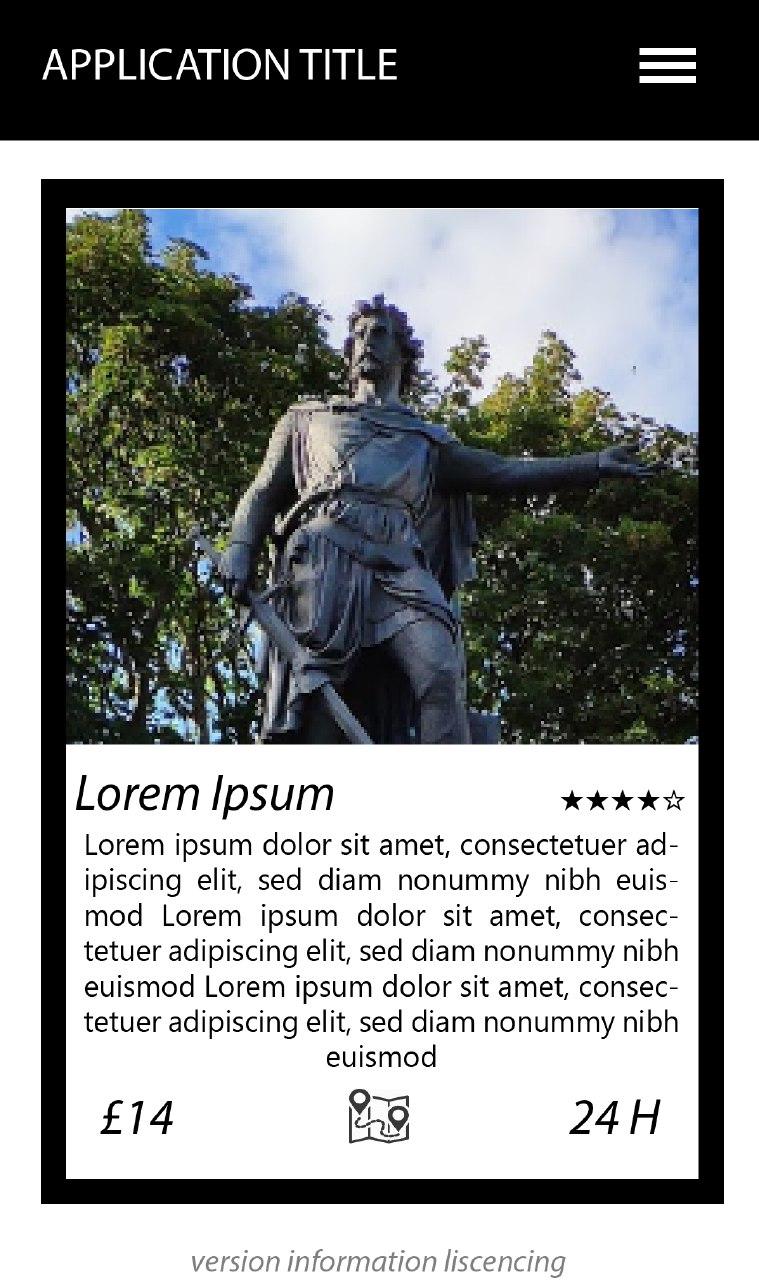 APPLICATION TITLE
Lorem Ipsum ★★★★☆
Lorem ipsum dolor sit amet, consectetuer ad-
ipiscing elit, sed diam nonummy nibh euis-
mod Lorem ipsum dolor sit amet, consec-
tetuer adipiscing elit, sed diam nonummy nibh
euismod Lorem ipsum dolor sit amet, consec-
tetuer adipiscing elit, sed diam nonummy nibh
euismod
£14 24 H
version information liscencing